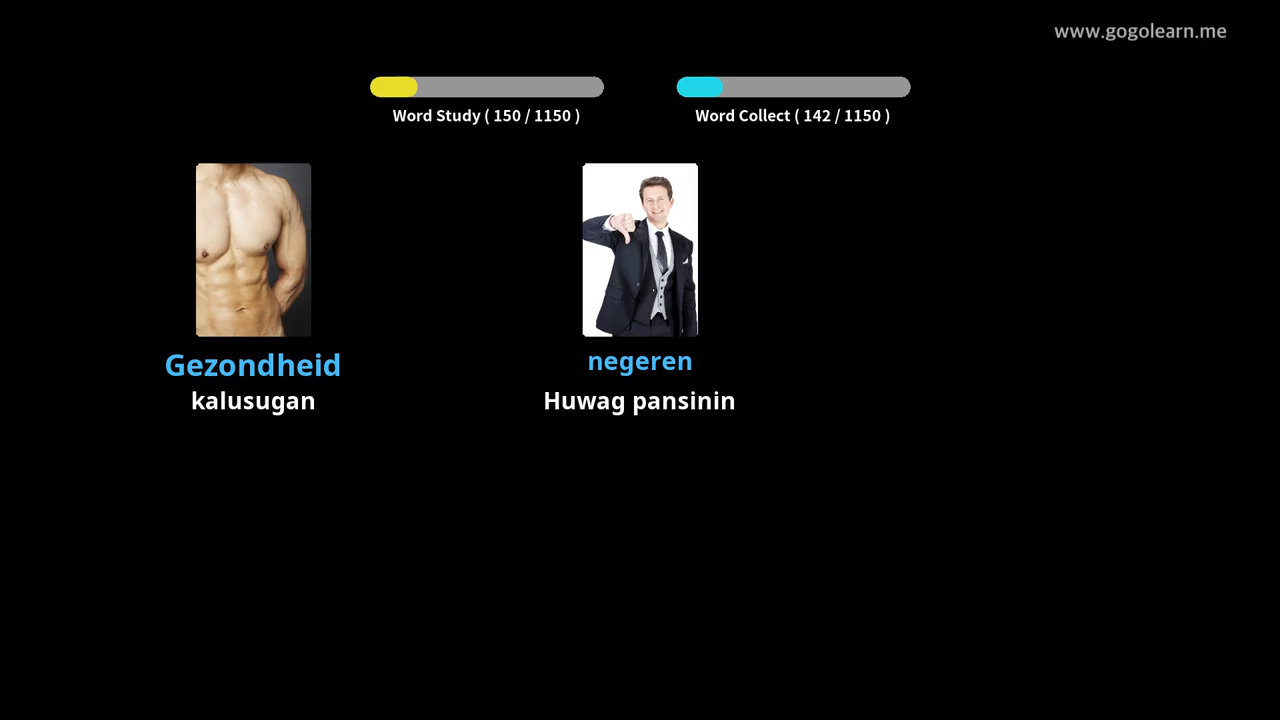 www.gogolearn.me
Word Study ( 150 / 1150 )
Word Collect ( 142 / 1150 )
Gezondheid
kalusugan
negeren
Huwag pansinin